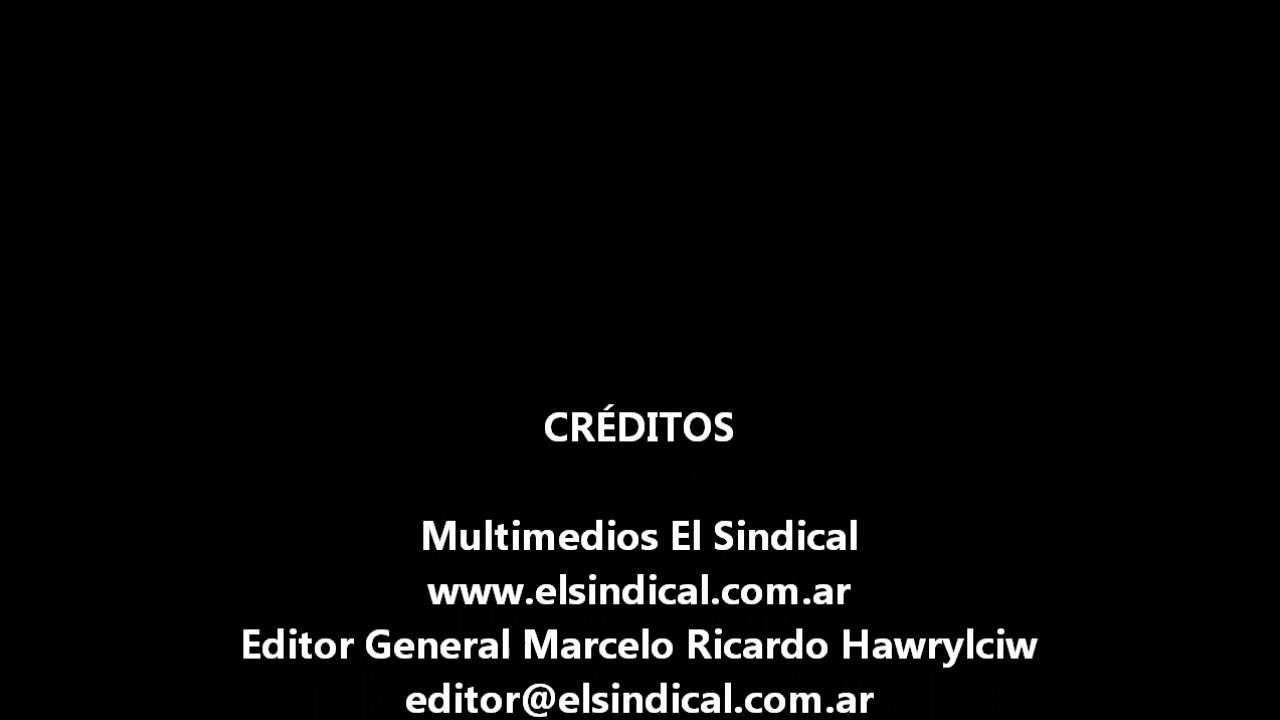 CRÉDITOS
Multimedios El Sindical
www.elsindical.com.ar
Editor General Marcelo Ricardo Hawrylciw
editor@elsindical.com.ar